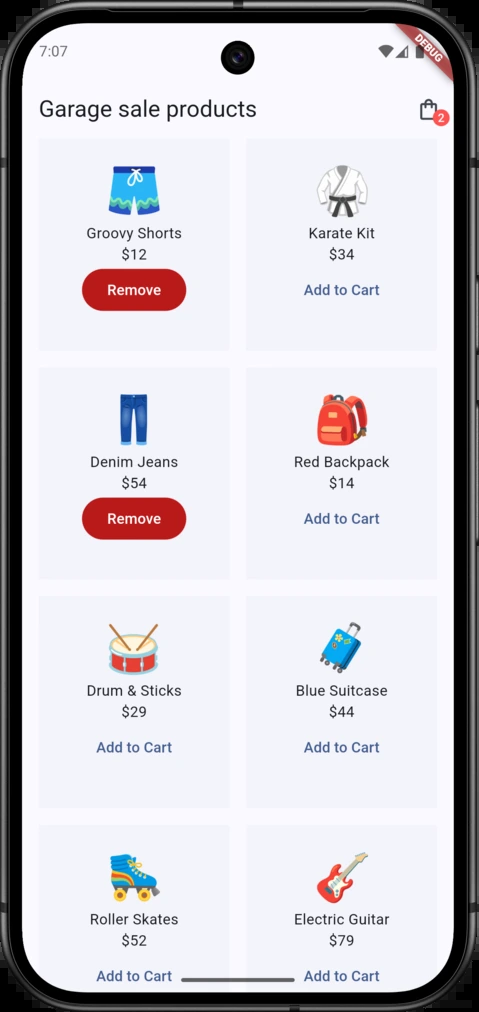 7:07
DEBUG
Garage sale products
2
Groovy Shorts
$12
Remove
Karate Kit
$34
Add to Cart
Denim Jeans
$54
Remove
Red Backpack
$14
Add to Cart
Drum & Sticks
$29
Add to Cart
Blue Suitcase
$44
Add to Cart
Roller Skates
$52
Add to Cart
Electric Guitar
$79
Add to Cart